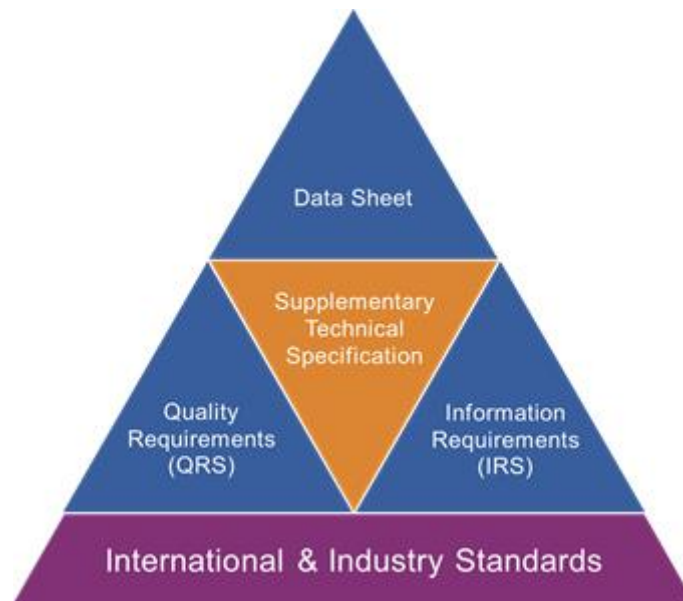 Data Sheet
Supplementary
Technical
Specification
Quality
Requirements
(QRS)
Information
Requirements
(IRS)
International & Industry Standards